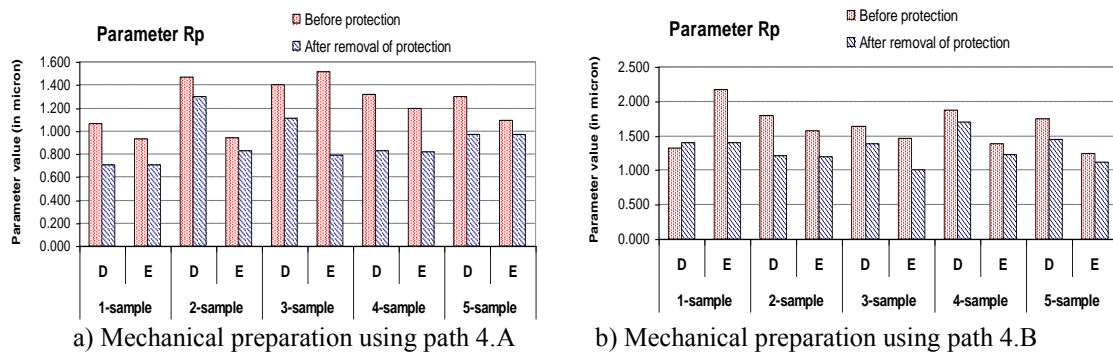 Parameter Rp
Before protection
After removal of protection
Parameter value (in micron)
1.600
1.400
1.200
1.000
0.800
0.600
0.400
0.200
0.000
D E D E D E D E D E
1-sample 2-sample 3-sample 4-sample 5-sample
a) Mechanical preparation using path 4.A
Parameter Rp
Before protection
After removal of protection
Parameter value (in micron)
2.500
2.000
1.500
1.000
0.500
0.000
D E D E D E D E D E
1-sample 2-sample 3-sample 4-sample 5-sample
b) Mechanical preparation using path 4.B